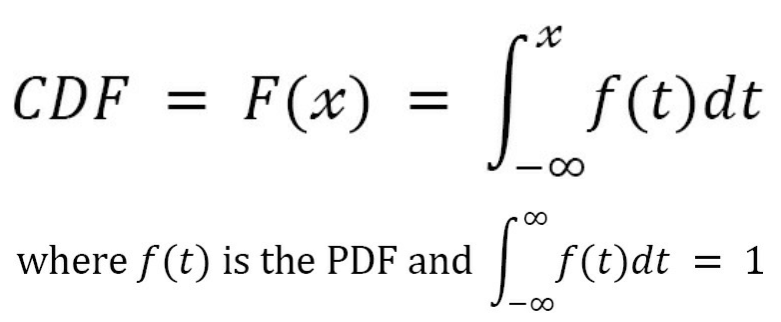 CDF = F(x) = ∫_{-∞}^{x} f(t)dt
where f(t) is the PDF and ∫_{-∞}^{∞} f(t)dt = 1